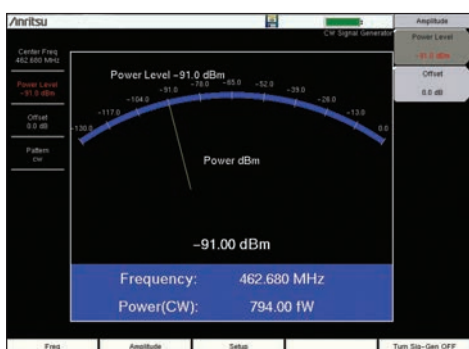 Anritsu
CW Signal Generator
Amplitude
Center Freq
462.680 MHz
Power Level
-91.0 dBm
Offset
0.0 dB
Pattern
CW
Power Level -91.0 dBm
-130.0
-117.0
-104.0
-91.0
-78.0
-65.0
-52.0
-39.0
-26.0
-13.0
0.0
Power dBm
-91.00 dBm
Frequency: 462.680 MHz
Power(CW): 794.00 fW
Power Level
-91.0 dBm
Offset
0.0 dB
Freq
Amplitude
Setup
Turn Sig-Gen OFF